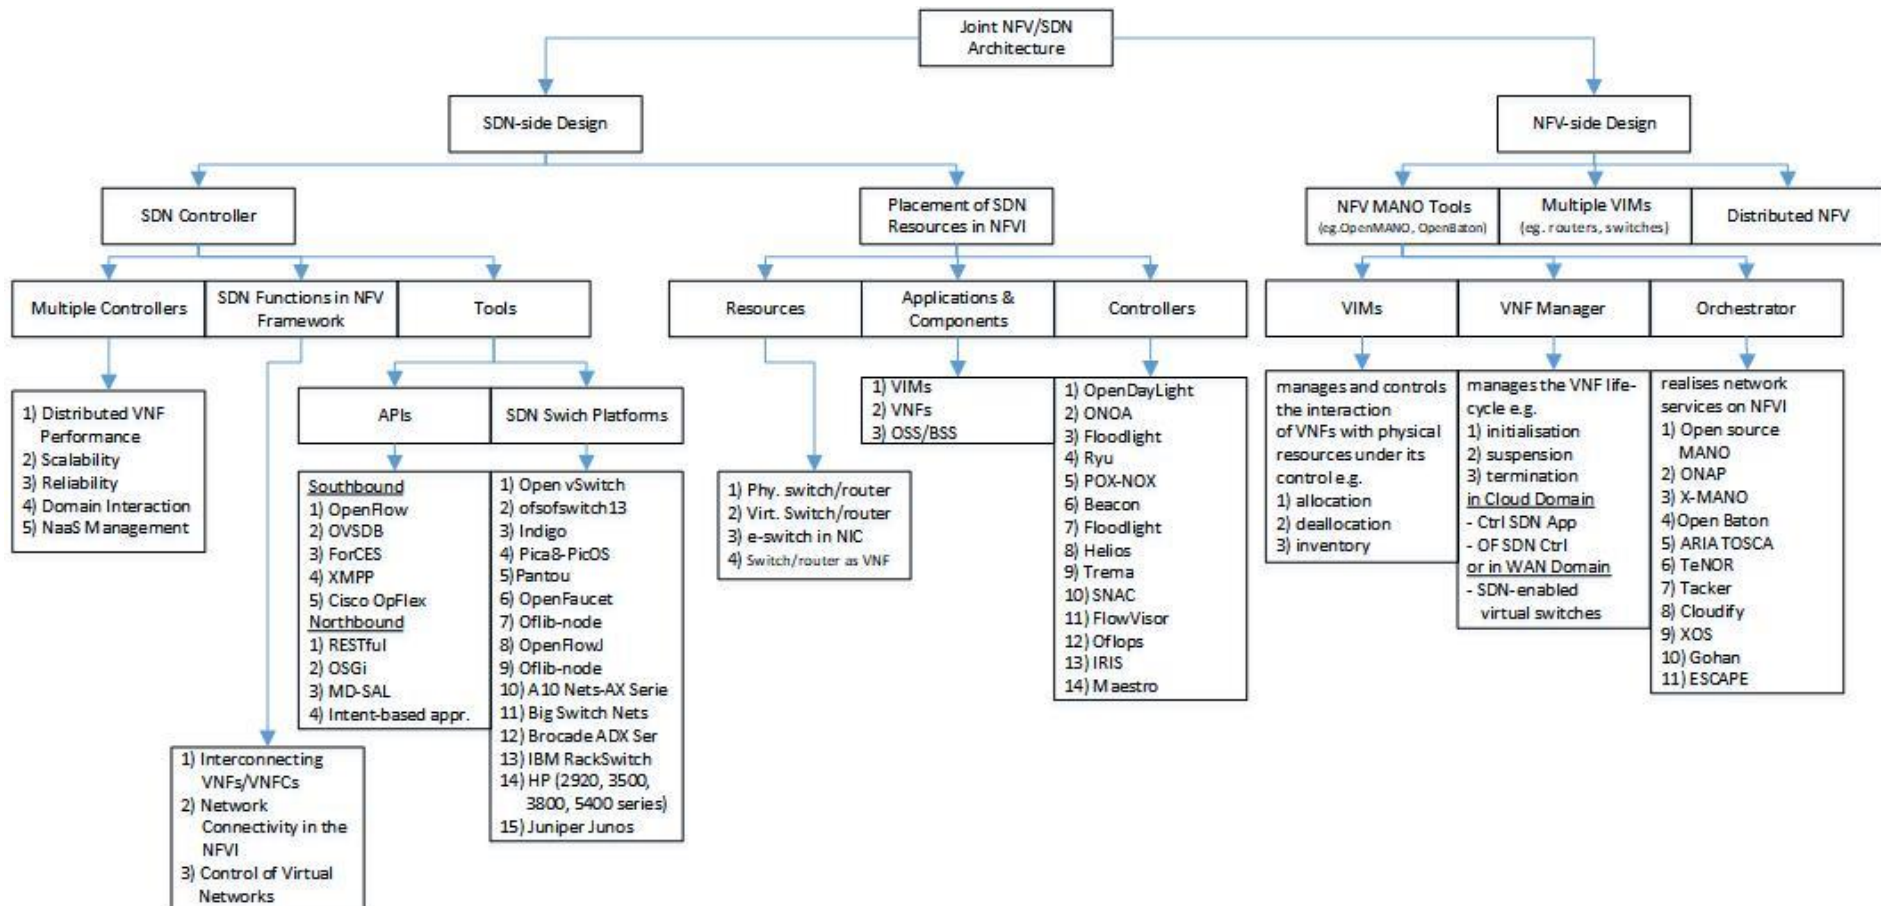 Joint NFV/SDN
Architecture
SDN-side Design
NFV-side Design
SDN Controller
Placement of SDN
Resources in NFVI
NFV MANO Tools
(eg.OpenMANO, OpenBaton)
Multiple VIMs
(eg. routers, switches)
Distributed NFV
Multiple Controllers
SDN Functions in NFV
Framework
Tools
Resources
Applications &
Components
Controllers
VIMs
VNF Manager
Orchestrator
1) Distributed VNF
Performance
2) Scalability
3) Reliability
4) Domain Interaction
5) NaaS Management
APIs
SDN Swich Platforms
Southbound
1) OpenFlow
2) OVSDB
3) ForCES
4) XMPP
5) Cisco OpFlex
Northbound
1) RESTful
2) OSGi
3) MD-SAL
4) Intent-based appr.
1) Open vSwitch
2) ofsofswitch13
3) Indigo
4) Pica8-PicOS
5) Pantou
6) OpenFaucet
7) Oflib-node
8) OpenFlowJ
9) Oflib-node
10) A10 Nets-AX Serie
11) Big Switch Nets
12) Brocade ADX Ser
13) IBM RackSwitch
14) HP (2920, 3500,
3800, 5400 series)
15) Juniper Junos
1) Interconnecting
VNFs/VNFCs
2) Network
Connectivity in the
NFVI
3) Control of Virtual
Networks
1) Phy. switch/router
2) Virt. Switch/router
3) e-switch in NIC
4) Switch/router as VNF
1) VIMs
2) VNFs
3) OSS/BSS
1) OpenDayLight
2) ONOA
3) Floodlight
4) Ryu
5) POX-NOX
6) Beacon
7) Floodlight
8) Helios
9) Trema
10) SNAC
11) FlowVisor
12) Oflops
13) IRIS
14) Maestro
manages and controls
the interaction
of VNFs with physical
resources under its
control e.g.
1) allocation
2) deallocation
3) inventory
manages the VNF life-
cycle e.g.
1) initialisation
2) suspension
3) termination
in Cloud Domain
- Ctrl SDN App
- OF SDN Ctrl
or in WAN Domain
- SDN-enabled
virtual switches
realises network
services on NFVI
1) Open source
MANO
2) ONAP
3) X-MANO
4) Open Baton
5) ARIA TOSCA
6) TeNOR
7) Tacker
8) Cloudify
9) XOS
10) Gohan
11) ESCAPE